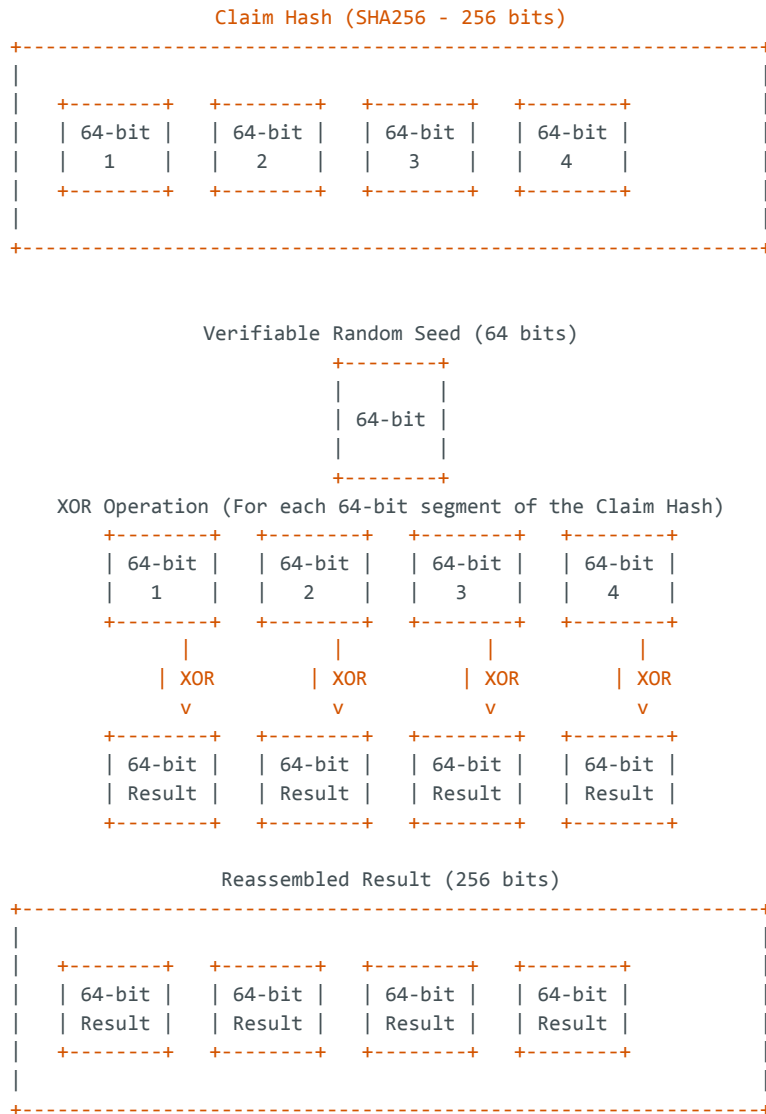 Claim Hash (SHA256 - 256 bits)
64-bit 64-bit 64-bit 64-bit
1 2 3 4
Verifiable Random Seed (64 bits)
64-bit
XOR Operation (For each 64-bit segment of the Claim Hash)
64-bit 64-bit 64-bit 64-bit
1 2 3 4
XOR XOR XOR XOR
v v v v
64-bit 64-bit 64-bit 64-bit
Result Result Result Result
Reassembled Result (256 bits)
64-bit 64-bit 64-bit 64-bit
Result Result Result Result